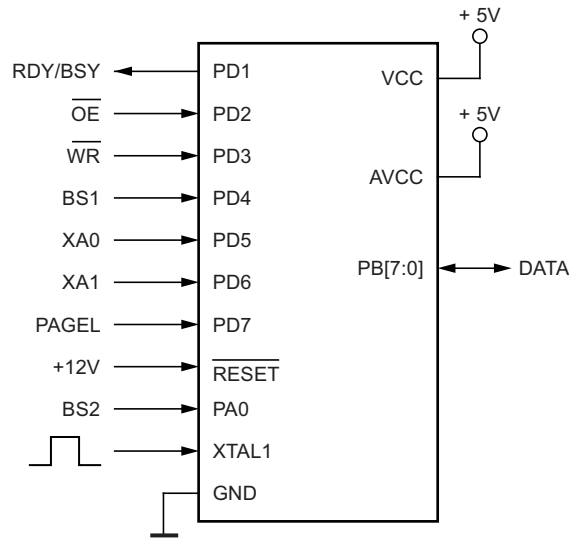 + 5V
RDY/BSY PD1 VCC
+ 5V
OE PD2
WR PD3
BS1 PD4 AVCC
XA0 PD5
PB[7:0] DATA
XA1 PD6
PAGEL PD7
+12V RESET
BS2 PA0
XTAL1
GND